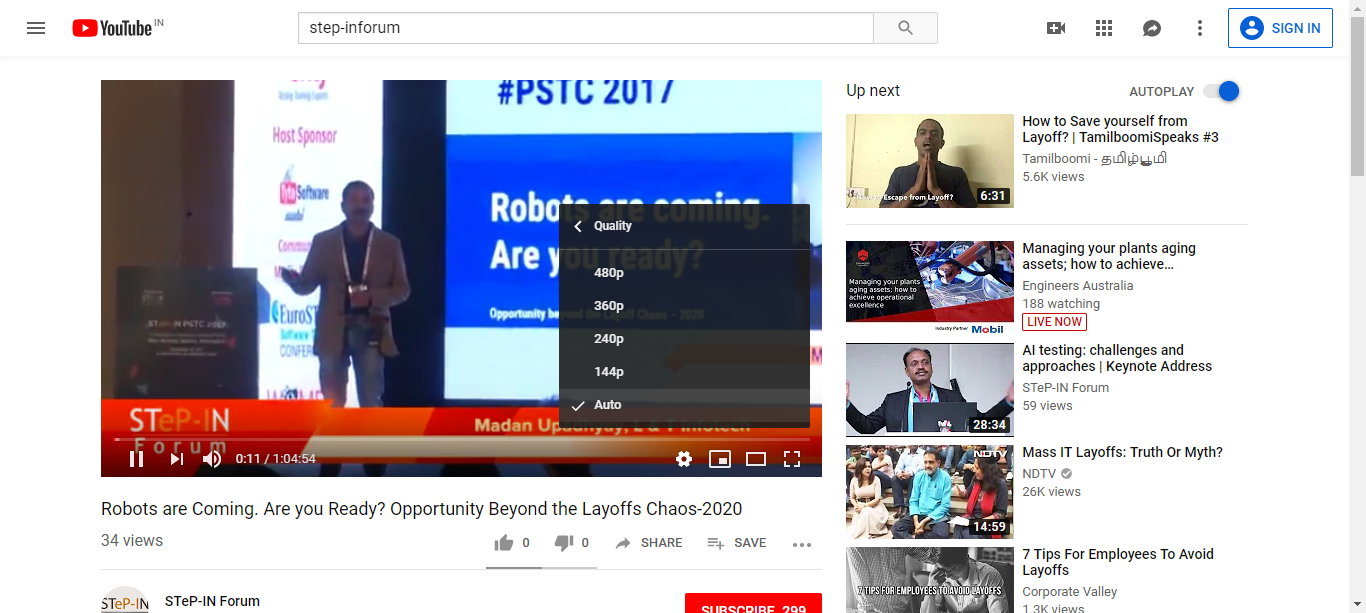 YouTube IN
step-inforum
SIGN IN
#PSTC 2017
Host Sponsor
Software
EuroST
CONFER
STeP-IN PSTC 2017
Robots are coming.
Are you ready?
Opportunity beyond the Layoff Chaos - 2020
Quality
480p
360p
240p
144p
Auto
STeP-IN
Forum
Madan Upadhyay, L & T Infotech
0:11 / 1:04:54
Robots are Coming. Are you Ready? Opportunity Beyond the Layoffs Chaos-2020
34 views
0
0
SHARE
SAVE
STeP-IN
STeP-IN Forum
SUBSCRIBE 299
Up next
AUTOPLAY
How to Escape from Layoff?
6:31
How to Save yourself from
Layoff? | TamilboomiSpeaks #3
Tamilboomi - தமிழ்பூமி
5.6K views
Managing your plants
aging assets; how to
achieve operational
excellence
Industry Partner Mobil
Managing your plants aging
assets; how to achieve…
Engineers Australia
188 watching
LIVE NOW
28:34
AI testing: challenges and
approaches | Keynote Address
STeP-IN Forum
59 views
NDTV
14:59
Mass IT Layoffs: Truth Or Myth?
NDTV
26K views
7 TIPS FOR EMPLOYEES TO AVOID LAYOFFS
7 Tips For Employees To Avoid
Layoffs
Corporate Valley
1.3K views